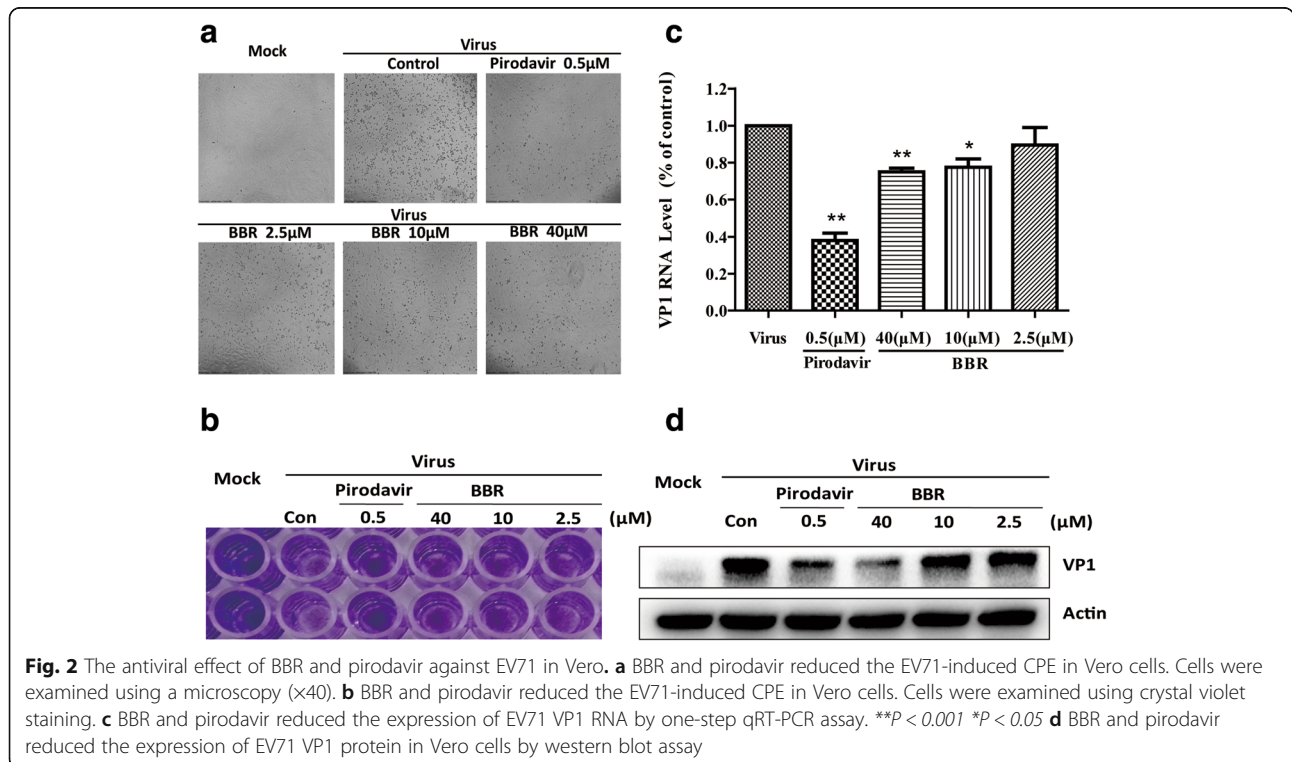 a
Mock
Virus
Control Pirodavir 0.5μM
Virus
BBR 2.5μM BBR 10μM BBR 40μM
c
VP1 RNA Level (% of control)
1.2
1.0
0.8
0.6
0.4
0.2
0.0
** ** *
Virus 0.5(μM) 40(μM) 10(μM) 2.5(μM)
Pirodavir BBR
b
Virus
Mock Pirodavir BBR
Con 0.5 40 10 2.5 (μM)
d
Virus
Mock Pirodavir BBR
Con 0.5 40 10 2.5 (μM)
VP1
Actin
Fig. 2 The antiviral effect of BBR and pirodavir against EV71 in Vero. a BBR and pirodavir reduced the EV71-induced CPE in Vero cells. Cells were
examined using a microscopy (×40). b BBR and pirodavir reduced the EV71-induced CPE in Vero cells. Cells were examined using crystal violet
staining. c BBR and pirodavir reduced the expression of EV71 VP1 RNA by one-step qRT-PCR assay. **P < 0.001 *P < 0.05 d BBR and pirodavir
reduced the expression of EV71 VP1 protein in Vero cells by western blot assay